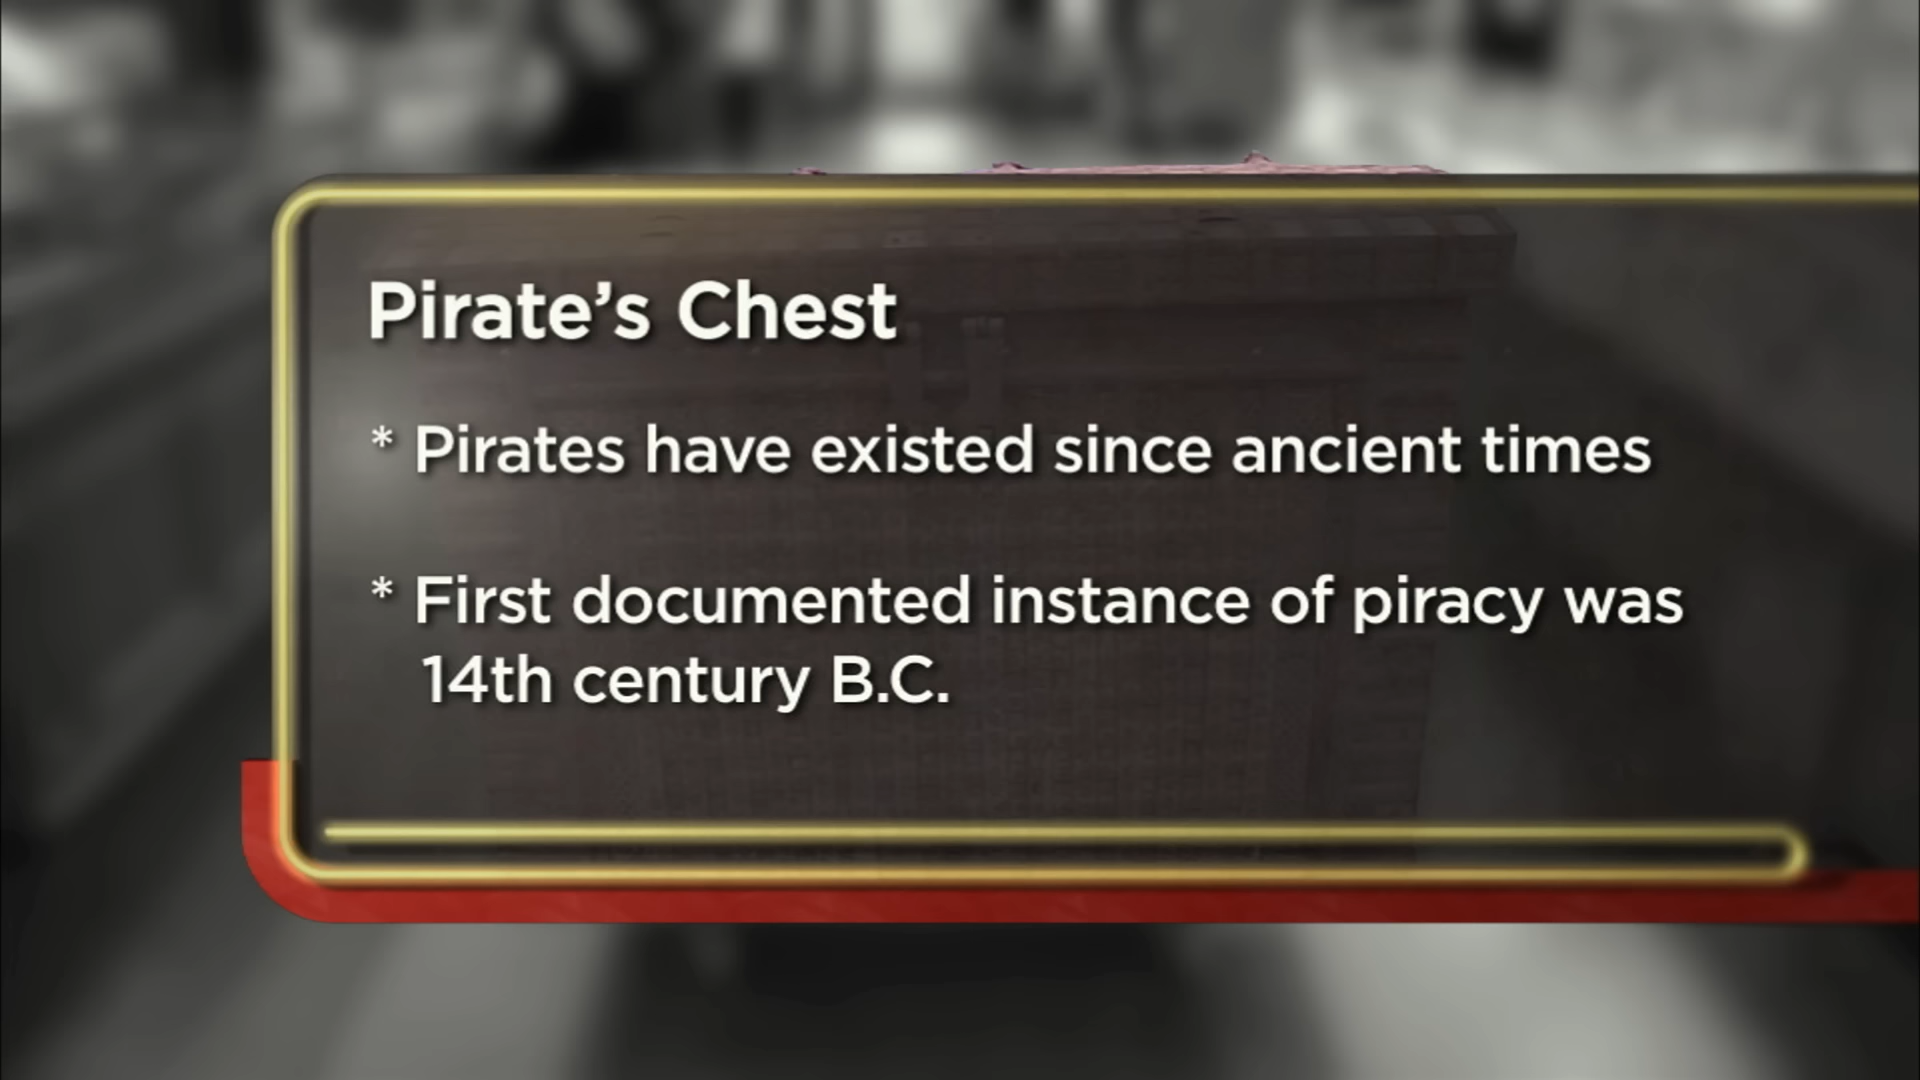 Pirate’s Chest
* Pirates have existed since ancient times
* First documented instance of piracy was
14th century B.C.